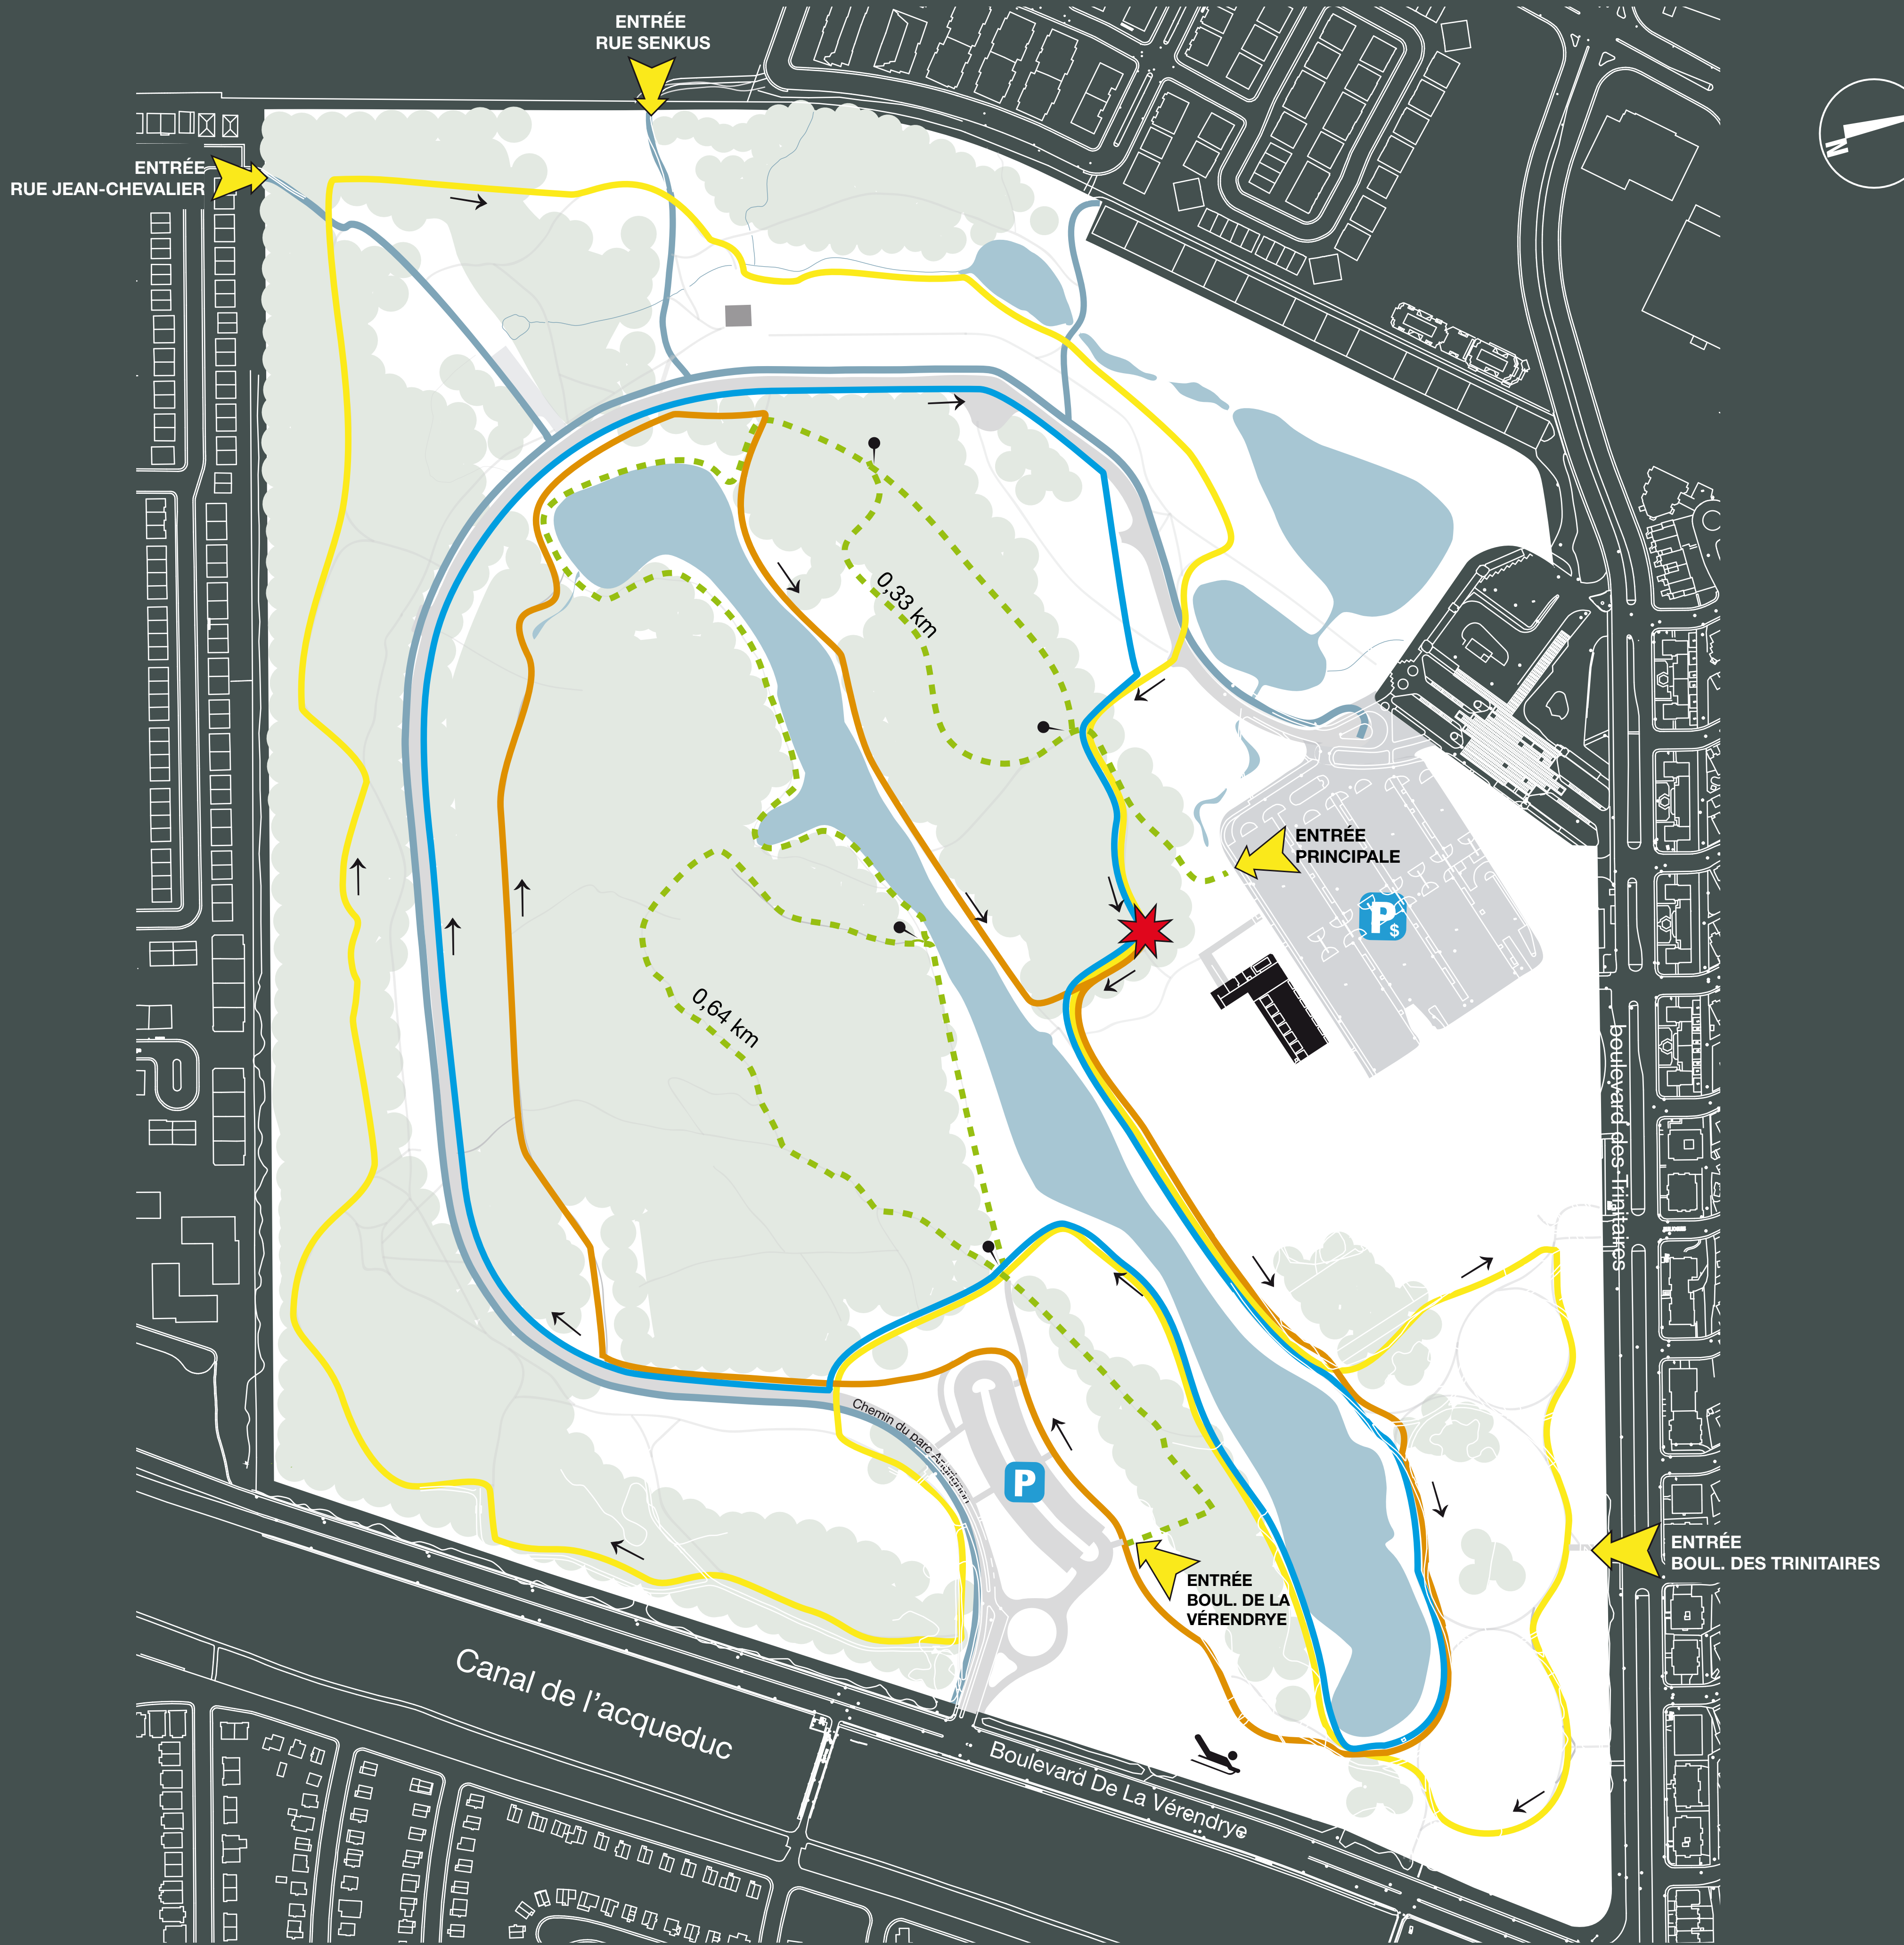 ENTRÉE
RUE SENKUS
ENTRÉE
RUE JEAN-CHEVALIER
N
0,33 km
ENTRÉE
PRINCIPALE
P$
0,64 km
boulevard des Trinitaires
Chemin du parc Angrignon
P
ENTRÉE
BOUL. DES TRINITAIRES
ENTRÉE
BOUL. DE LA
VÉRENDRYE
Canal de l'acqueduc
Boulevard De La Vérendrye